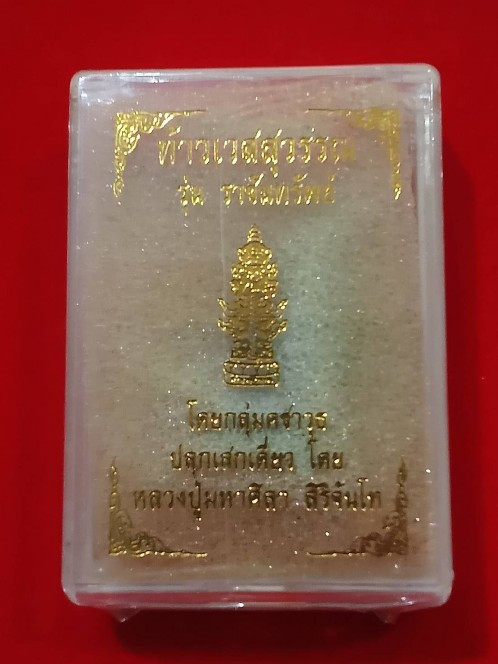 ท้าวเวสสุวรรณ
รุ่น ราชันทรัพย์
โดยกลุ่มคชาวุธ
ปลุกเสกเดี่ยว โดย
หลวงปู่มหาศิลา สิริจันโท